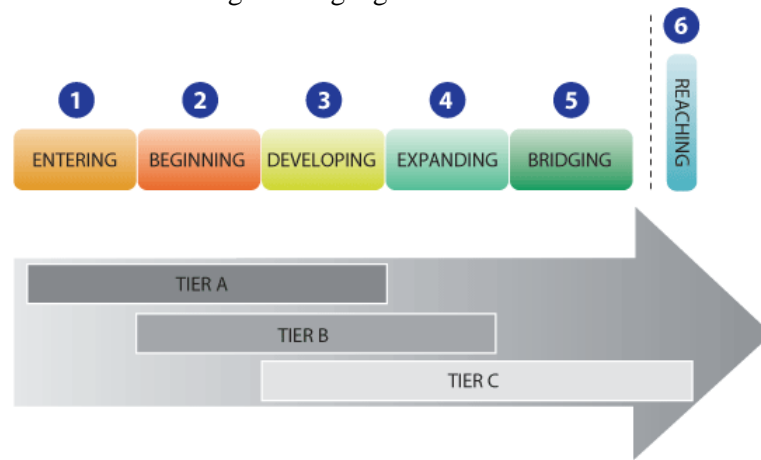 6
1 2 3 4 5
REACHING
ENTERING BEGINNING DEVELOPING EXPANDING BRIDGING
TIER A
TIER B
TIER C